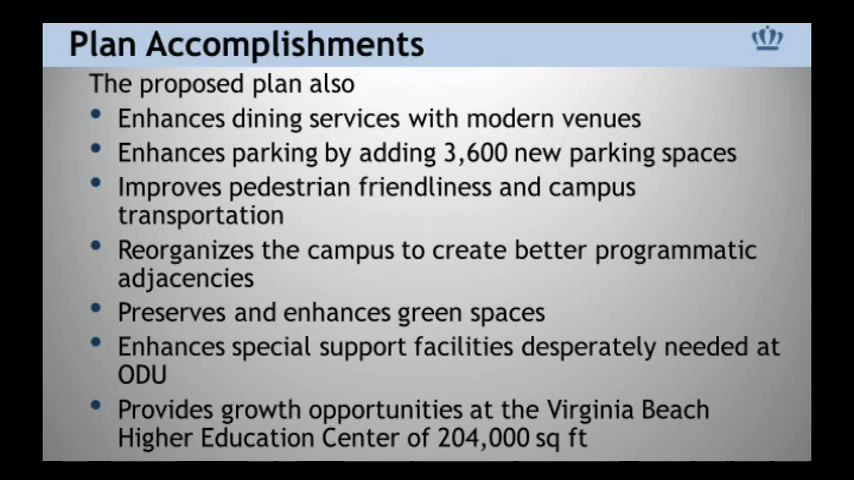 Plan Accomplishments
The proposed plan also
• Enhances dining services with modern venues
• Enhances parking by adding 3,600 new parking spaces
• Improves pedestrian friendliness and campus
transportation
• Reorganizes the campus to create better programmatic
adjacencies
• Preserves and enhances green spaces
• Enhances special support facilities desperately needed at
ODU
• Provides growth opportunities at the Virginia Beach
Higher Education Center of 204,000 sq ft